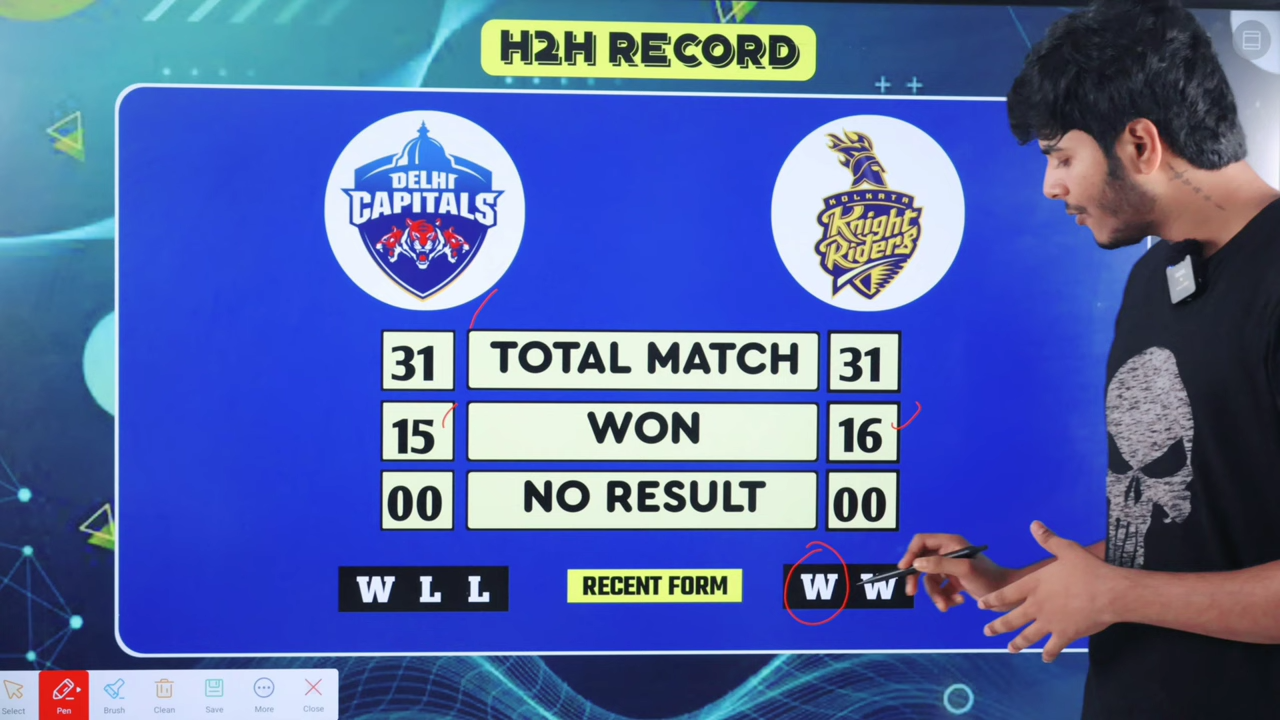 H2H RECORD
DELHI
CAPITALS
KOLKATA
Knight
Riders
31 TOTAL MATCH 31
15 WON 16
00 NO RESULT 00
W L L RECENT FORM W W
Select Pen Brush Clean Save More Close